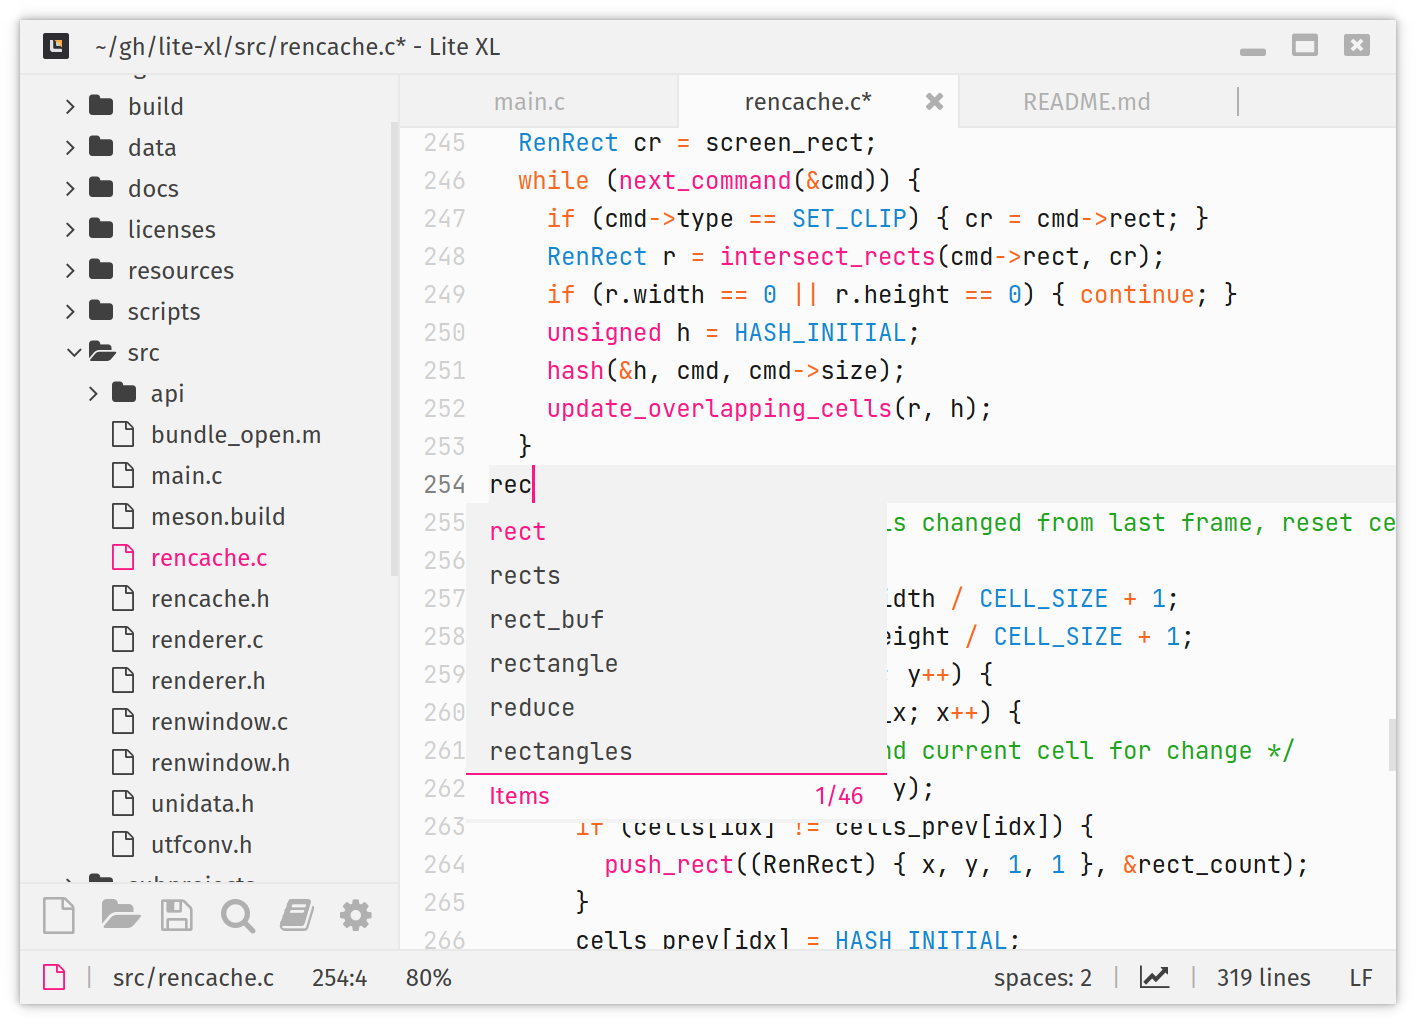 ~/gh/lite-xl/src/rencache.c* - Lite XL
build
data
docs
licenses
resources
scripts
src
api
bundle_open.m
main.c
meson.build
rencache.c
rencache.h
renderer.c
renderer.h
renwindow.c
renwindow.h
unidata.h
utfconv.h
subprojects
main.c
rencache.c*
README.md
245 RenRect cr = screen_rect;
246 while (next_command(&cmd)) {
247 if (cmd->type == SET_CLIP) { cr = cmd->rect; }
248 RenRect r = intersect_rects(cmd->rect, cr);
249 if (r.width == 0 || r.height == 0) { continue; }
250 unsigned h = HASH_INITIAL;
251 hash(&h, cmd, cmd->size);
252 update_overlapping_cells(r, h);
253 }
254 rec
255 s changed from last frame, reset ce
256
257 idth / CELL_SIZE + 1;
258 eight / CELL_SIZE + 1;
259 y++) {
260 _x; x++) {
261 nd current cell for change */
262 y);
263 if (cells[idx] != cells_prev[idx]) {
264 push_rect((RenRect) { x, y, 1, 1 }, &rect_count);
265 }
266 cells_prev[idx] = HASH_INITIAL;
rect
rects
rect_buf
rectangle
reduce
rectangles
Items 1/46
src/rencache.c 254:4 80%
spaces: 2 319 lines LF